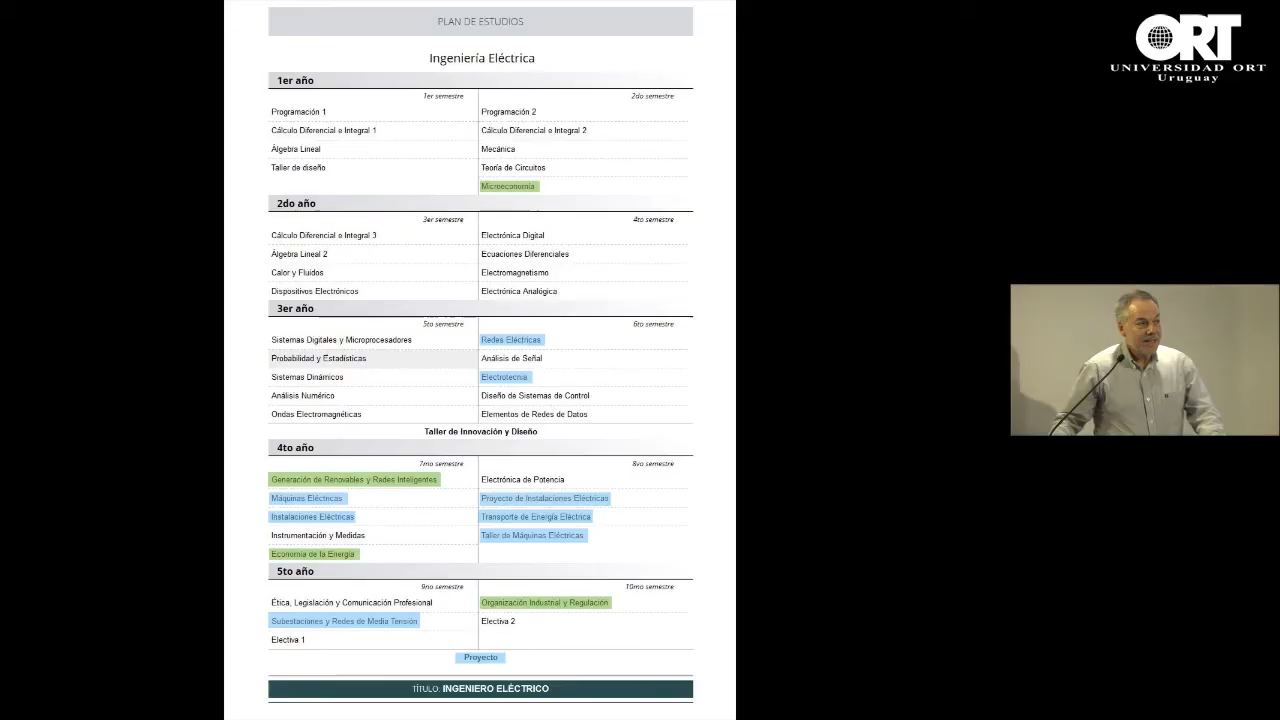 PLAN DE ESTUDIOS
Ingeniería Eléctrica
1er año
1er semestre
Programación 1
Cálculo Diferencial e Integral 1
Álgebra Lineal
Taller de diseño
2do semestre
Programación 2
Cálculo Diferencial e Integral 2
Mecánica
Teoría de Circuitos
Microeconomía
2do año
3er semestre
Cálculo Diferencial e Integral 3
Álgebra Lineal 2
Calor y Fluidos
Dispositivos Electrónicos
4to semestre
Electrónica Digital
Ecuaciones Diferenciales
Electromagnetismo
Electrónica Analógica
3er año
5to semestre
Sistemas Digitales y Microprocesadores
Probabilidad y Estadísticas
Sistemas Dinámicos
Análisis Numérico
Ondas Electromagnéticas
6to semestre
Redes Eléctricas
Análisis de Señal
Electrotecnia
Diseño de Sistemas de Control
Elementos de Redes de Datos
Taller de Innovación y Diseño
4to año
7mo semestre
Generación de Renovables y Redes Inteligentes
Máquinas Eléctricas
Instalaciones Eléctricas
Instrumentación y Medidas
Economía de la Energía
8vo semestre
Electrónica de Potencia
Proyecto de Instalaciones Eléctricas
Transporte de Energía Eléctrica
Taller de Máquinas Eléctricas
5to año
9no semestre
Ética, Legislación y Comunicación Profesional
Subestaciones y Redes de Media Tensión
Electiva 1
10mo semestre
Organización Industrial y Regulación
Electiva 2
Proyecto
TÍTULO: INGENIERO ELÉCTRICO
ORT
UNIVERSIDAD ORT
Uruguay